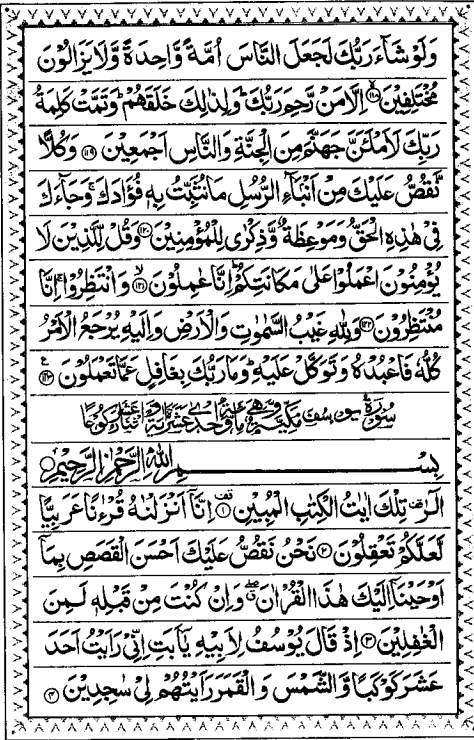 وَلَوْ شَآءَ رَبُّكَ لَجَعَلَ النَّاسَ اُمَّةً وَّاحِدَةً وَّلَا يَزَالُوْنَ
مُخْتَلِفِيْنَ ۝۱۱۸ اِلَّا مَنْ رَّحِمَ رَبُّكَ ؕ وَلِذٰلِكَ خَلَقَهُمْ ؕ وَتَمَّتْ كَلِمَةُ
رَبِّكَ لَاَمْلَئَنَّ جَهَنَّمَ مِنَ الْجِنَّةِ وَالنَّاسِ اَجْمَعِيْنَ ۝۱۱۹ وَكُلًّا
نَّقُصُّ عَلَيْكَ مِنْ اَنْۢبَآءِ الرُّسُلِ مَا نُثَبِّتُ بِهٖ فُؤَادَكَ ۚ وَجَآءَكَ
فِيْ هٰذِهِ الْحَقُّ وَمَوْعِظَةٌ وَّذِكْرٰى لِلْمُؤْمِنِيْنَ ۝۱۲۰ وَقُلْ لِّلَّذِيْنَ لَا
يُؤْمِنُوْنَ اعْمَلُوْا عَلٰى مَكَانَتِكُمْ ؕ اِنَّا عٰمِلُوْنَ ۝۱۲۱ وَانْتَظِرُوْا ۚ اِنَّا
مُنْتَظِرُوْنَ ۝۱۲۲ وَلِلّٰهِ غَيْبُ السَّمٰوٰتِ وَالْاَرْضِ وَاِلَيْهِ يُرْجَعُ الْاَمْرُ
كُلُّهٗ فَاعْبُدْهُ وَتَوَكَّلْ عَلَيْهِ ؕ وَمَا رَبُّكَ بِغَافِلٍ عَمَّا تَعْمَلُوْنَ ۝۱۲۳
سُوْرَةُ يُوْسُفَ مَكِّيَّةٌ وَّهِيَ مِائَةٌ وَّاِحْدٰى عَشْرَةَ اٰيَةً وَّاثْنَا عَشَرَ رُكُوْعًا
بِسْمِ اللّٰهِ الرَّحْمٰنِ الرَّحِيْمِ
الٓرٰ ۫ تِلْكَ اٰيٰتُ الْكِتٰبِ الْمُبِيْنِ ۝۱ اِنَّآ اَنْزَلْنٰهُ قُرْءٰنًا عَرَبِيًّا
لَّعَلَّكُمْ تَعْقِلُوْنَ ۝۲ نَحْنُ نَقُصُّ عَلَيْكَ اَحْسَنَ الْقَصَصِ بِمَآ
اَوْحَيْنَآ اِلَيْكَ هٰذَا الْقُرْاٰنَ ۖ وَاِنْ كُنْتَ مِنْ قَبْلِهٖ لَمِنَ
الْغٰفِلِيْنَ ۝۳ اِذْ قَالَ يُوْسُفُ لِاَبِيْهِ يٰۤاَبَتِ اِنِّيْ رَاَيْتُ اَحَدَ
عَشَرَ كَوْكَبًا وَّالشَّمْسَ وَالْقَمَرَ رَاَيْتُهُمْ لِيْ سٰجِدِيْنَ ۝۴